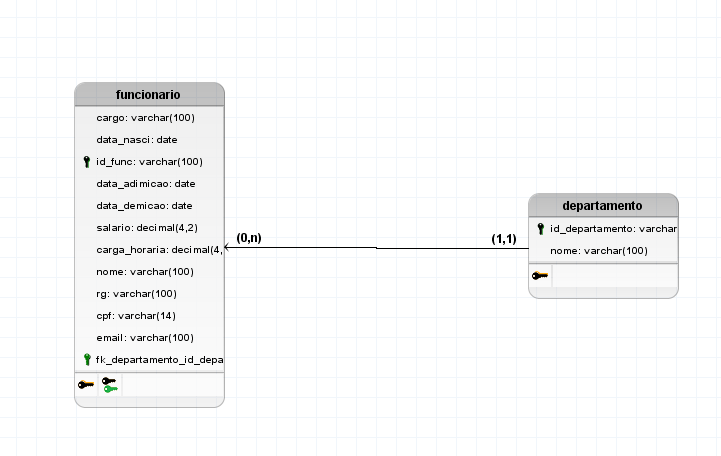 funcionario
cargo: varchar(100)
data_nasci: date
id_func: varchar(100)
data_adimicao: date
data_demicao: date
salario: decimal(4,2)
carga_horaria: decimal(4,
nome: varchar(100)
rg: varchar(100)
cpf: varchar(14)
email: varchar(100)
fk_departamento_id_depa
(0,n)
(1,1)
departamento
id_departamento: varchar
nome: varchar(100)